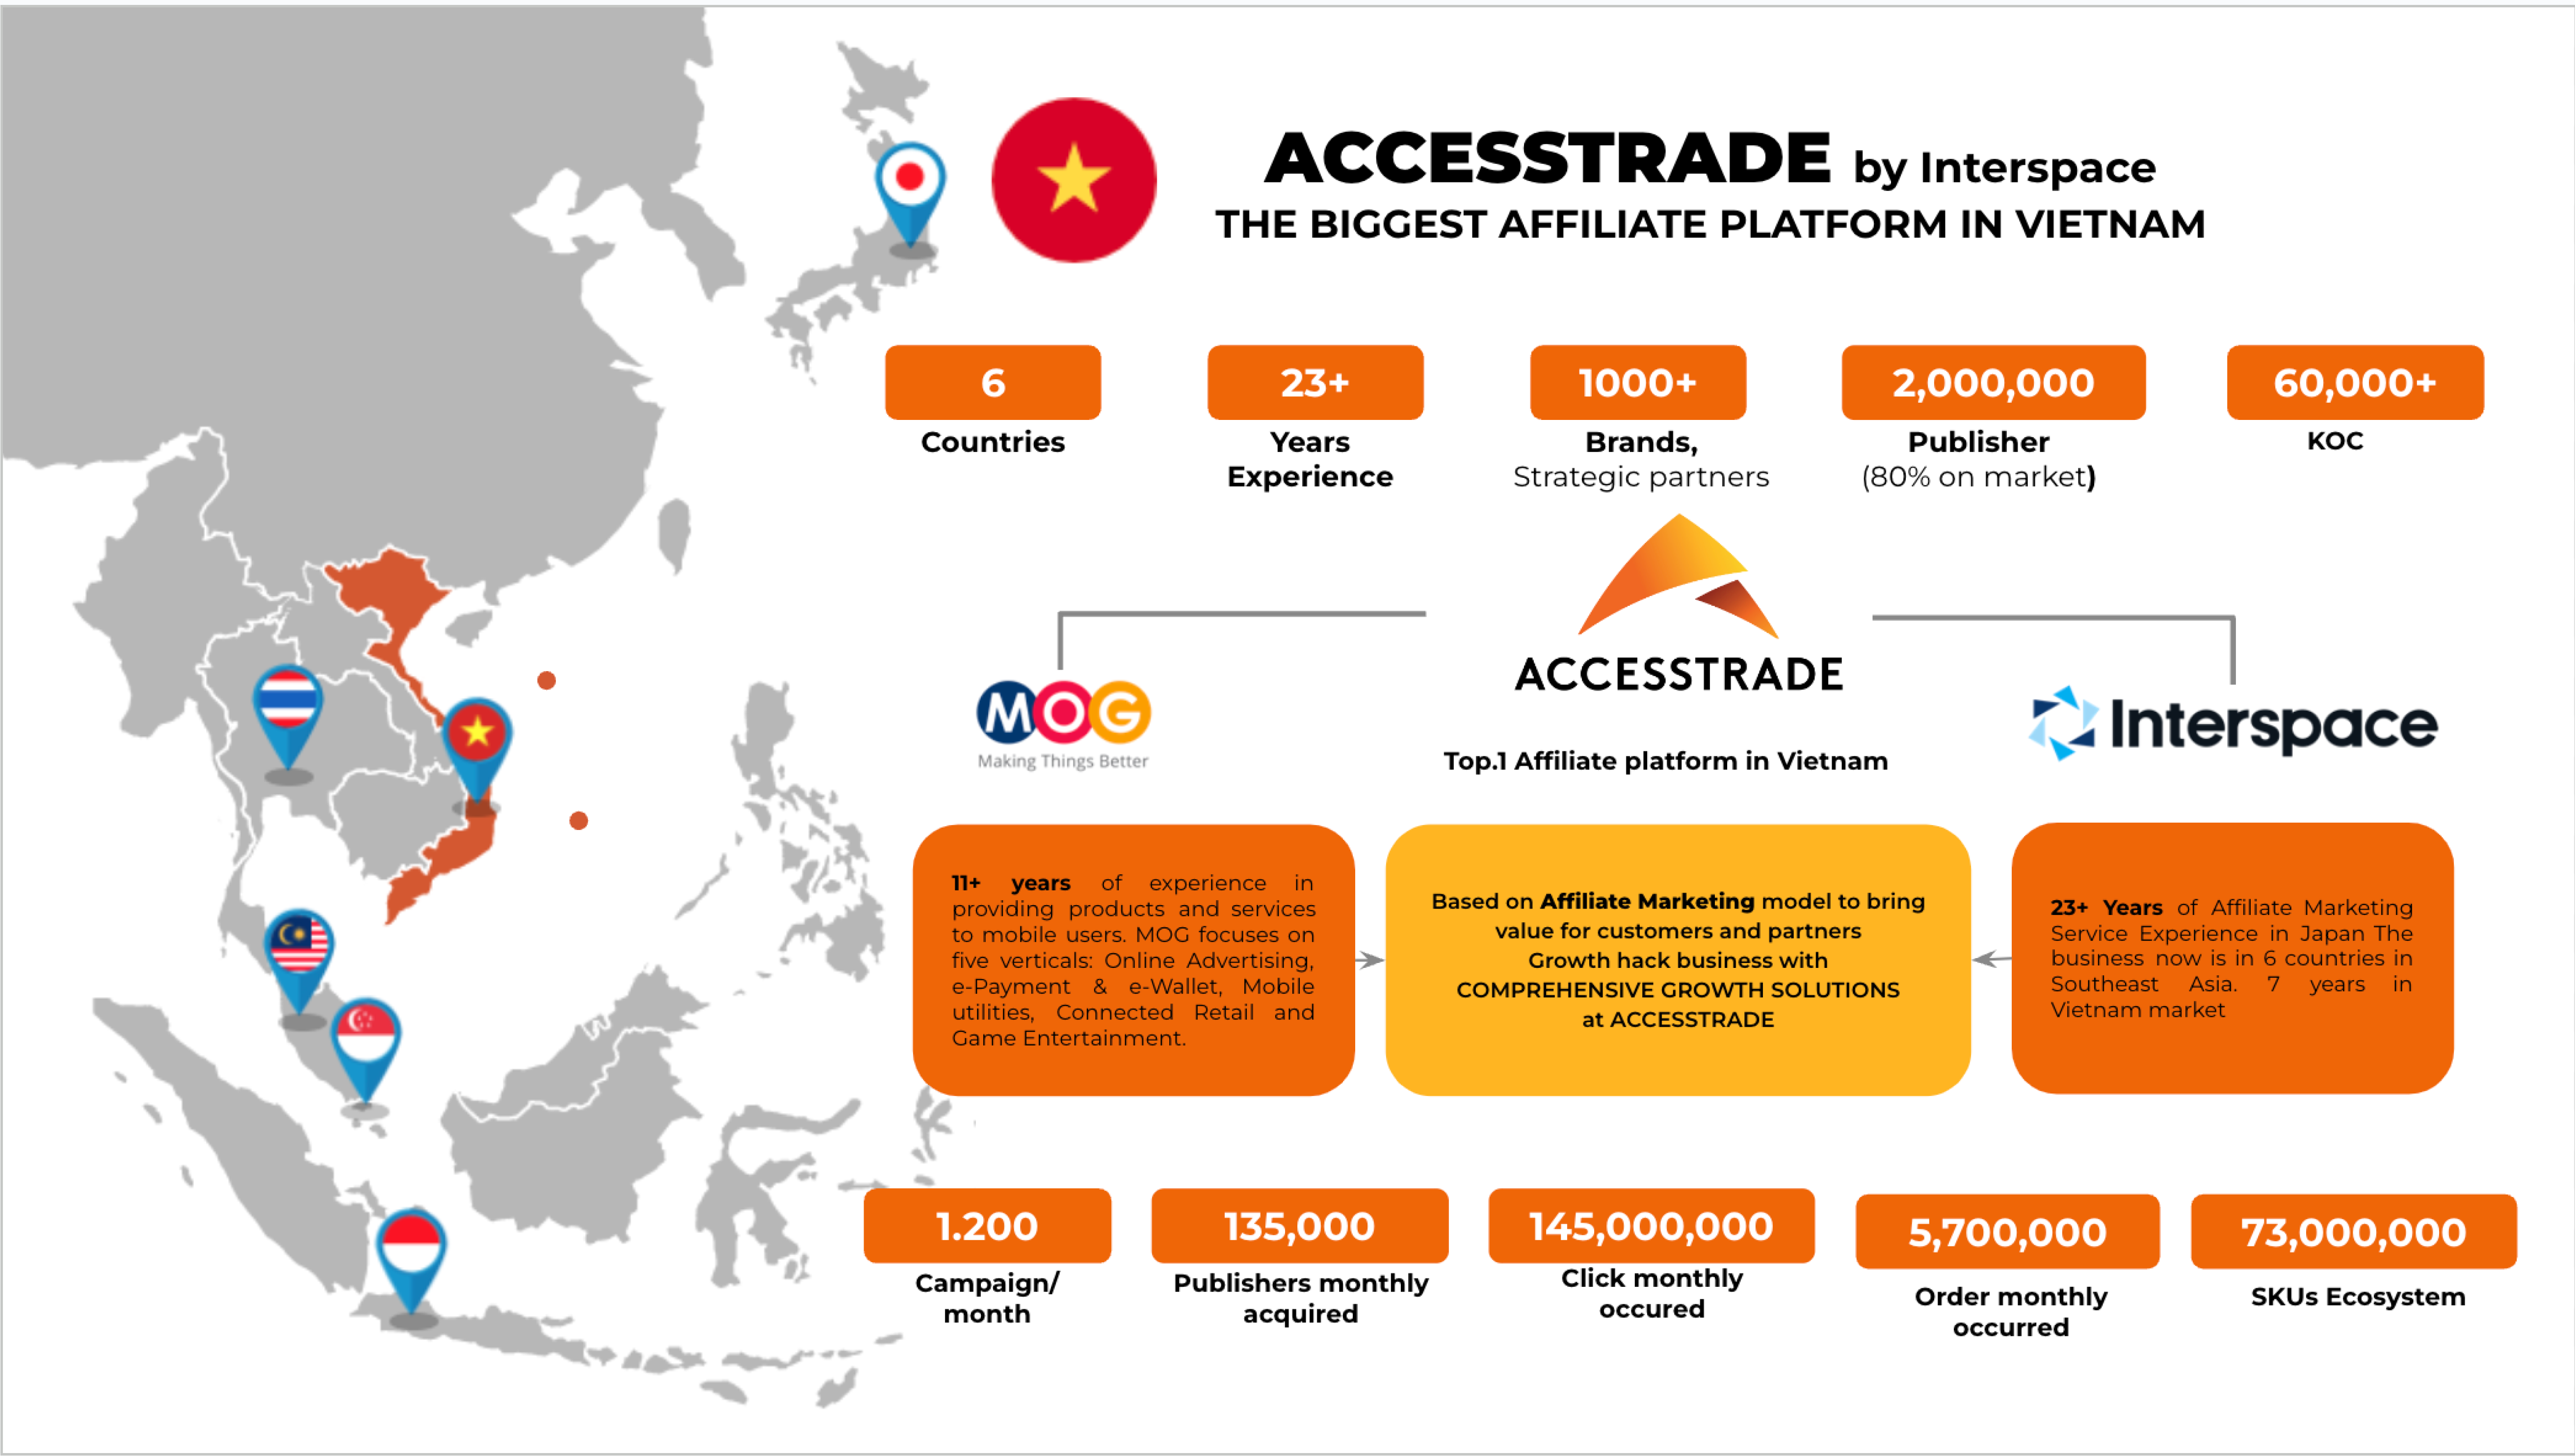 ACCESSTRADE by Interspace
THE BIGGEST AFFILIATE PLATFORM IN VIETNAM
6
Countries
23+
Years
Experience
1000+
Brands,
Strategic partners
2,000,000
Publisher
(80% on market)
60,000+
KOC
MOG
Making Things Better
ACCESSTRADE
Top.1 Affiliate platform in Vietnam
Interspace
11+ years of experience in
providing products and services
to mobile users. MOG focuses on
five verticals: Online Advertising,
e-Payment & e-Wallet, Mobile
utilities, Connected Retail and
Game Entertainment.
Based on Affiliate Marketing model to bring
value for customers and partners
Growth hack business with
COMPREHENSIVE GROWTH SOLUTIONS
at ACCESSTRADE
23+ Years of Affiliate Marketing
Service Experience in Japan The
business now is in 6 countries in
Southeast Asia. 7 years in
Vietnam market
1.200
Campaign/
month
135,000
Publishers monthly
acquired
145,000,000
Click monthly
occured
5,700,000
Order monthly
occurred
73,000,000
SKUs Ecosystem